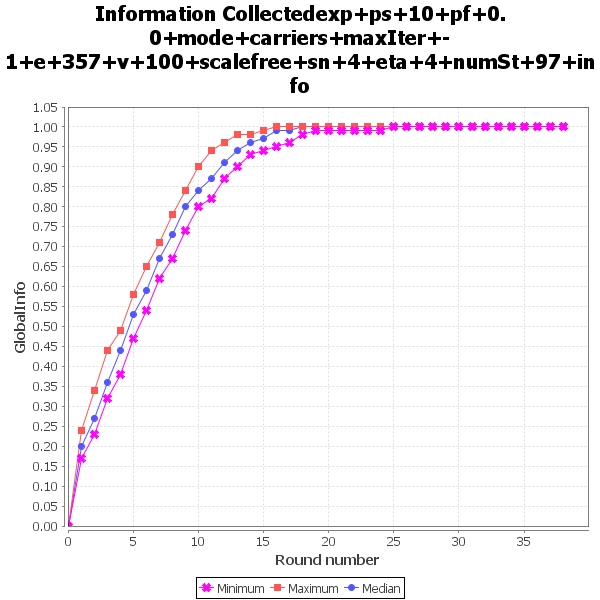 Information Collectedexp+ps+10+pf+0.
0+mode+carriers+maxIter+-
1+e+357+v+100+scalefree+sn+4+eta+4+numSt+97+in
fo
1.05
1.00
0.95
0.90
0.85
0.80
0.75
0.70
0.65
0.60
0.55
0.50
0.45
0.40
0.35
0.30
0.25
0.20
0.15
0.10
0.05
0.00
GlobalInfo
0 5 10 15 20 25 30 35
Round number
Minimum Maximum Median